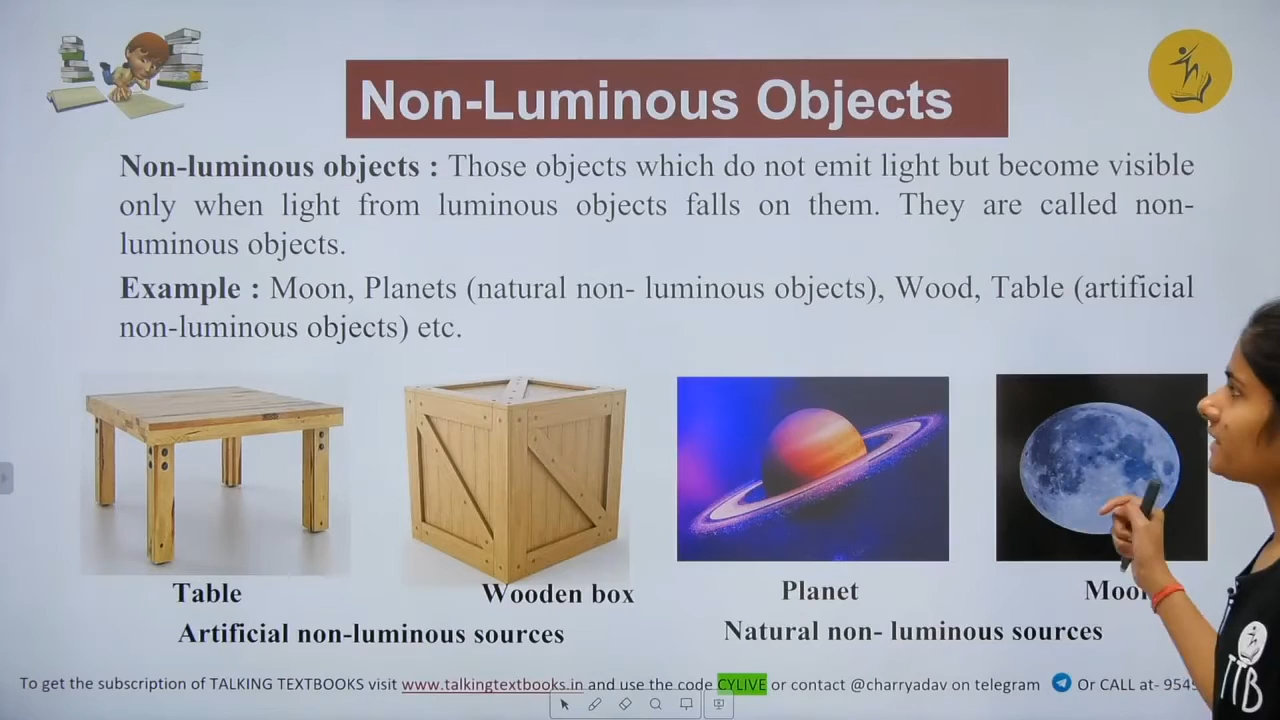 Non-Luminous Objects
Non-luminous objects : Those objects which do not emit light but become visible
only when light from luminous objects falls on them. They are called non-
luminous objects.
Example : Moon, Planets (natural non- luminous objects), Wood, Table (artificial
non-luminous objects) etc.
Table
Wooden box
Planet
Moon
Artificial non-luminous sources
Natural non- luminous sources
To get the subscription of TALKING TEXTBOOKS visit www.talkingtextbooks.in and use the code CYLIVE or contact @charryadav on telegram Or CALL at- 9545
TTB